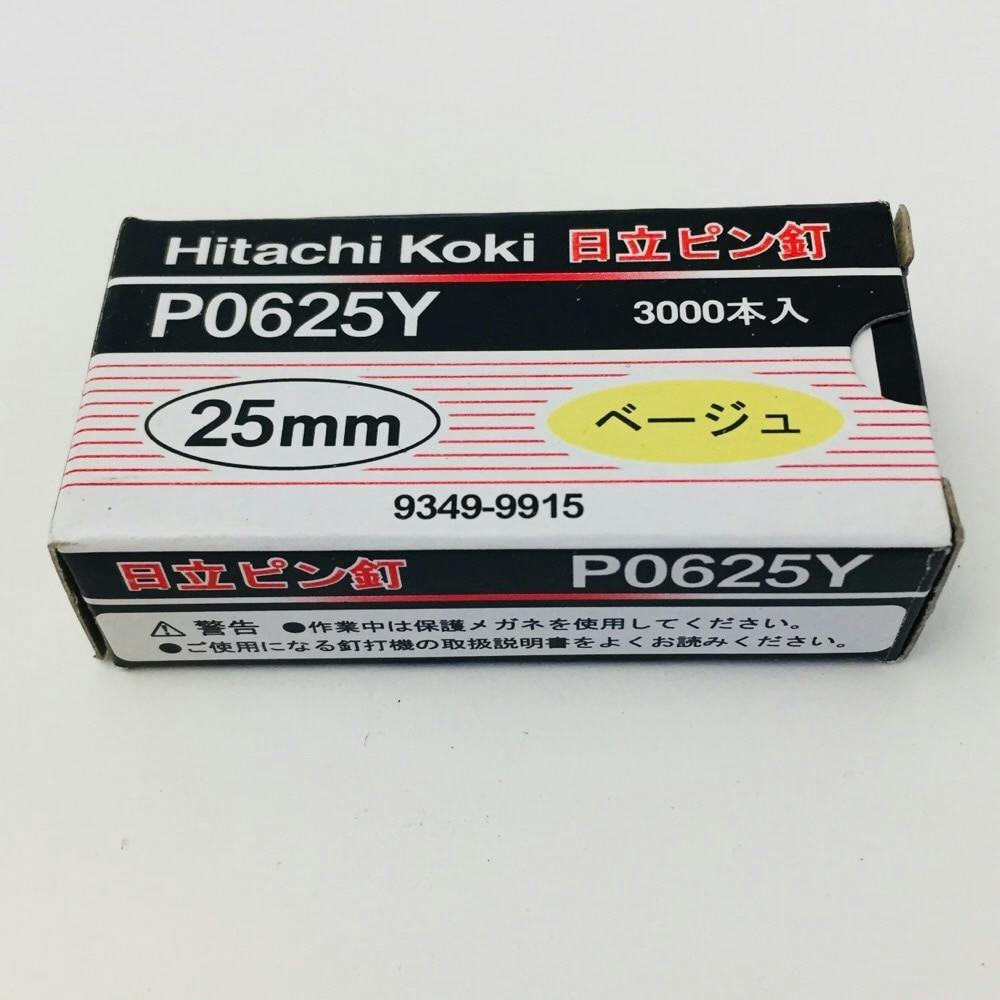 Hitachi Koki 日立ピン釘
P0625Y 3000本入
25mm ベージュ
9349-9915
日立ピン釘 P0625Y
⚠ 警告 ●作業中は保護メガネを使用してください。
●ご使用になる釘打機の取扱説明書をよくお読みください。